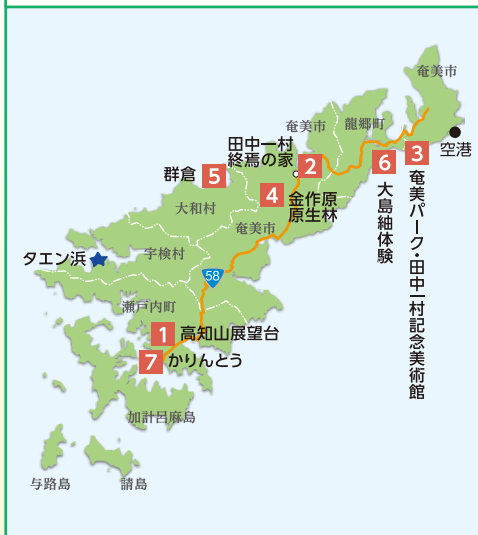 奄美市
空港
奄美市
龍郷町
田中一村
終焉の家
2
3
奄美パーク・田中一村記念美術館
6
大島紬体験
群倉
5
4
金作原
原生林
大和村
奄美市
宇検村
タエン浜
58
瀬戸内町
1
高知山展望台
7
かりんとう
加計呂麻島
与路島
請島